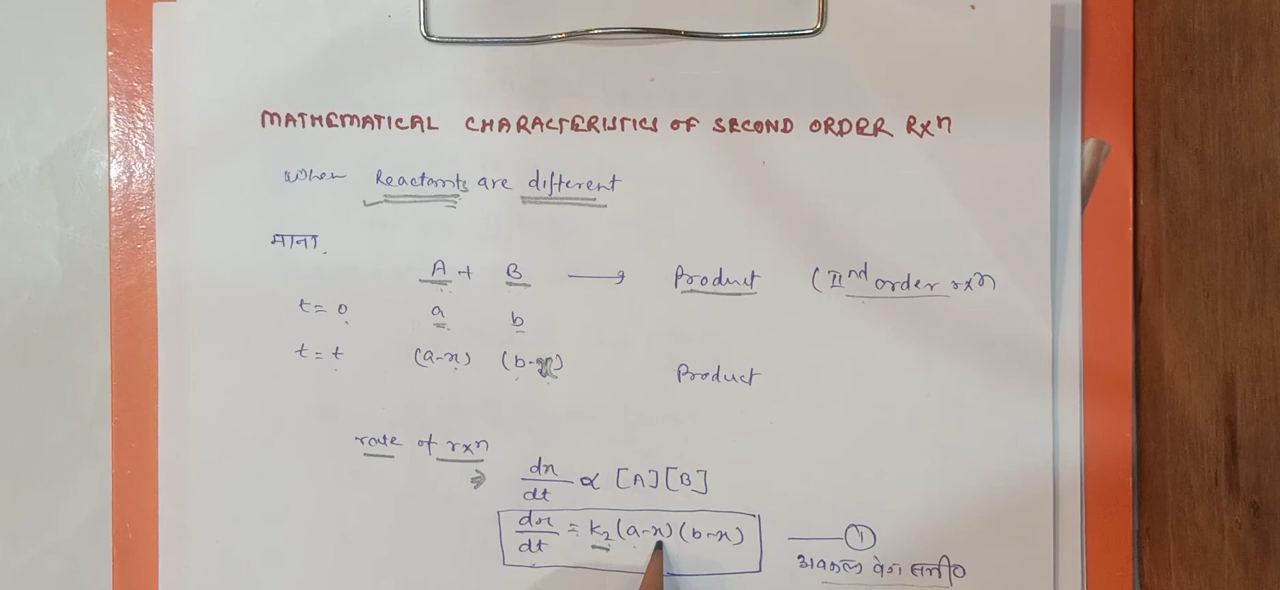 MATHEMATICAL CHARACTERISTICS OF SECOND ORDER Rxn
When Reactants are different
माना.
A + B ⟶ Product (IInd order rxn
t = 0 a b
t = t (a-x) (b-x) Product
rate of rxn
⇒ dx/dt ∝ [A][B]
dx/dt = k₂(a-x)(b-x) —— ①
अवकल वेग समी०